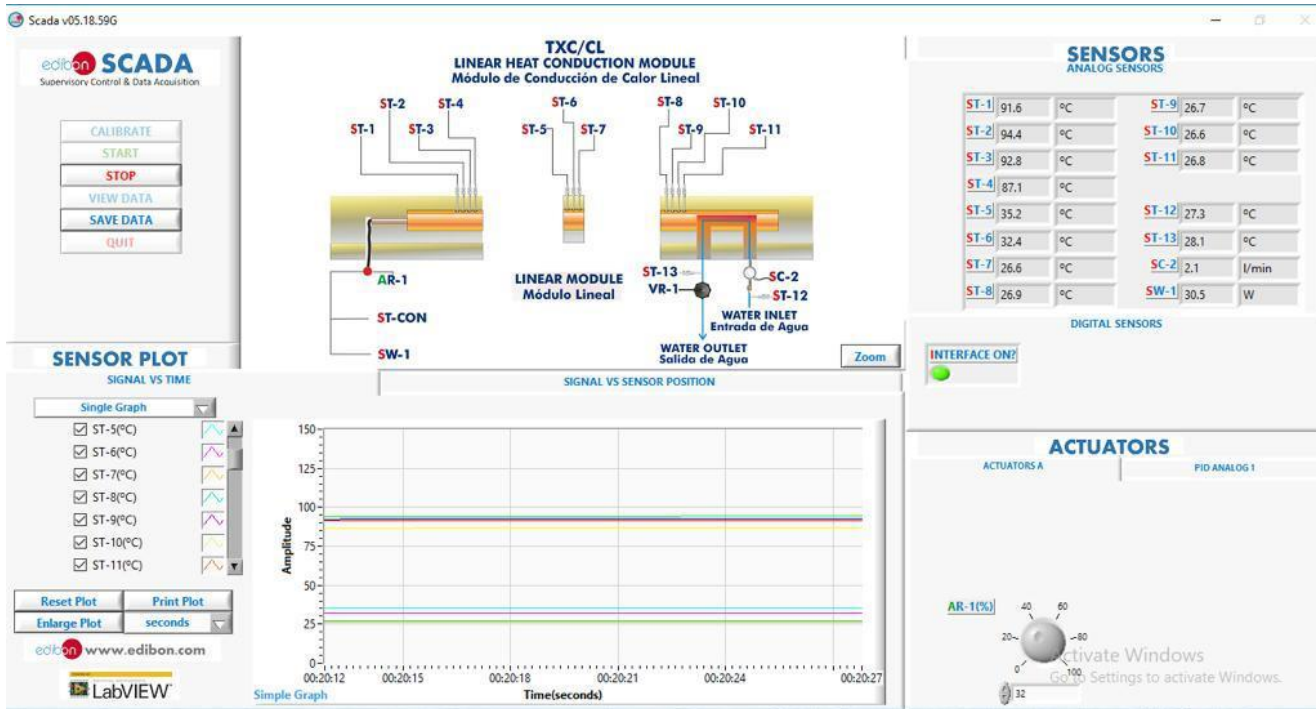 Scada v05.18.59G
edibon SCADA
Supervisory Control & Data Acquisition
CALIBRATE
START
STOP
VIEW DATA
SAVE DATA
QUIT
TXC/CL
LINEAR HEAT CONDUCTION MODULE
Módulo de Conducción de Calor Lineal
ST-2 ST-4 ST-6 ST-8 ST-10
ST-1 ST-3 ST-5 ST-7 ST-9 ST-11
AR-1
ST-CON
SW-1
LINEAR MODULE
Módulo Lineal
ST-13 SC-2
VR-1 ST-12
WATER INLET
Entrada de Agua
WATER OUTLET
Salida de Agua
Zoom
SENSORS
ANALOG SENSORS
ST-1 91.6 ºC ST-9 26.7 ºC
ST-2 94.4 ºC ST-10 26.6 ºC
ST-3 92.8 ºC ST-11 26.8 ºC
ST-4 87.1 ºC
ST-5 35.2 ºC ST-12 27.3 ºC
ST-6 32.4 ºC ST-13 28.1 ºC
ST-7 26.6 ºC SC-2 2.1 l/min
ST-8 26.9 ºC SW-1 30.5 W
DIGITAL SENSORS
INTERFACE ON?
SENSOR PLOT
SIGNAL VS TIME SIGNAL VS SENSOR POSITION
Single Graph
ST-5(ºC)
ST-6(ºC)
ST-7(ºC)
ST-8(ºC)
ST-9(ºC)
ST-10(ºC)
ST-11(ºC)
Reset Plot Print Plot
Enlarge Plot seconds
edibon www.edibon.com
LabVIEW
Amplitude
150
125
100
75
50
25
0
00:20:12 00:20:15 00:20:18 00:20:21 00:20:24 00:20:27
Simple Graph Time(seconds)
ACTUATORS
ACTUATORS A PID ANALOG 1
AR-1(%)
40 60
20 80
0 100
32
Activate Windows
Go to Settings to activate Windows.